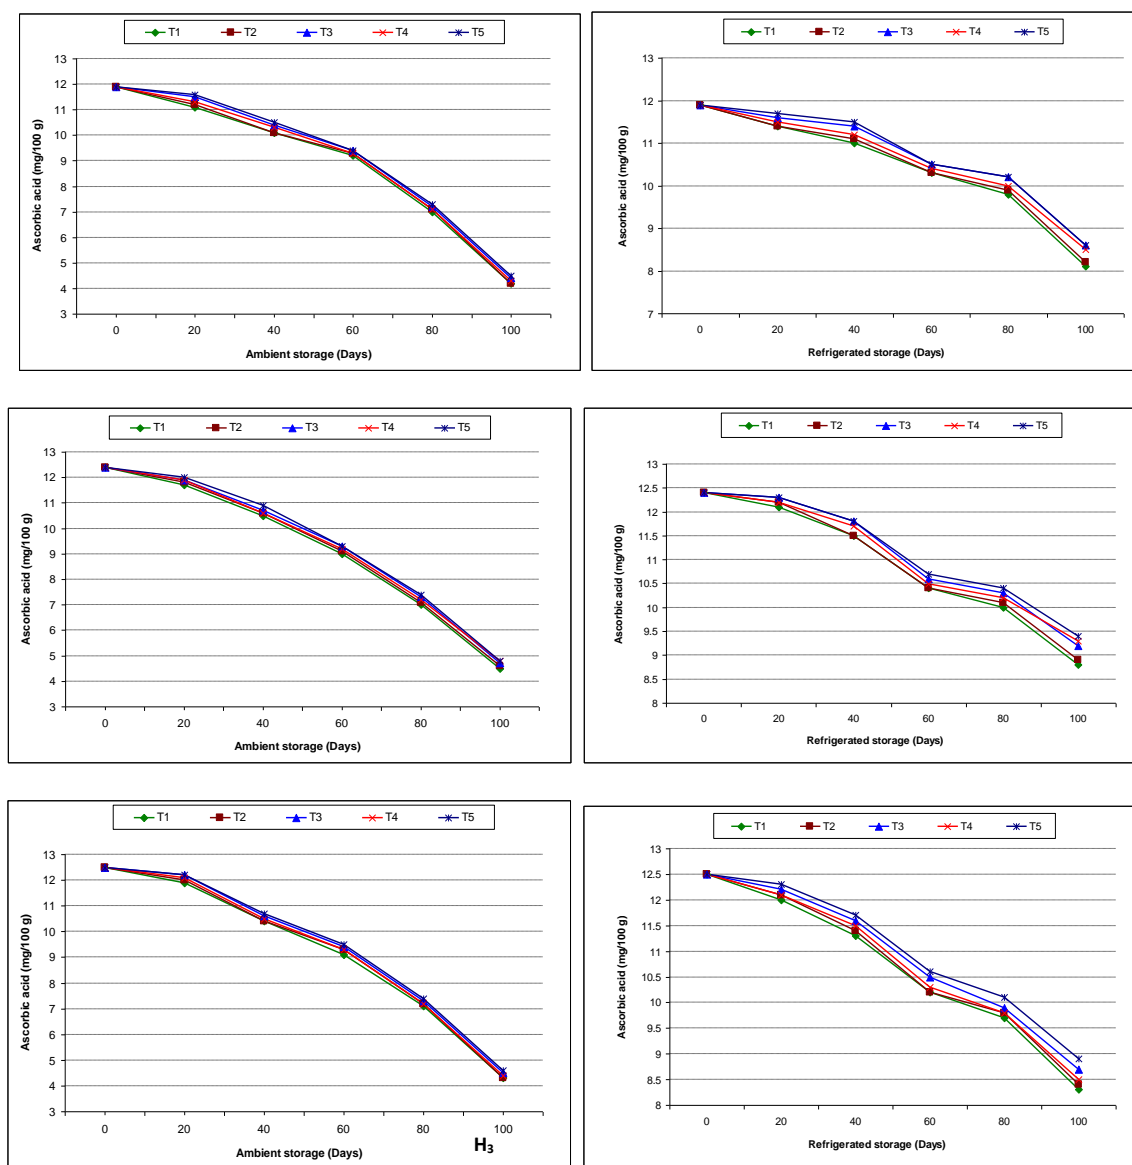 T1 T2 T3 T4 T5
13
12
11
10
9
8
7
6
5
4
3
Ascorbic acid (mg/100 g)
0 20 40 60 80 100
Ambient storage (Days)
T1 T2 T3 T4 T5
13
12
11
10
9
8
7
Ascorbic acid (mg/100 g)
0 20 40 60 80 100
Refrigerated storage (Days)
T1 T2 T3 T4 T5
13
12
11
10
9
8
7
6
5
4
3
Ascorbic acid (mg/100 g)
0 20 40 60 80 100
Ambient storage (Days)
T1 T2 T3 T4 T5
13
12.5
12
11.5
11
10.5
10
9.5
9
8.5
8
Ascorbic acid (mg/100 g)
0 20 40 60 80 100
Refrigerated storage (Days)
T1 T2 T3 T4 T5
13
12
11
10
9
8
7
6
5
4
3
Ascorbic acid (mg/100 g)
0 20 40 60 80 100
Ambient storage (Days)
H₃
T1 T2 T3 T4 T5
13
12.5
12
11.5
11
10.5
10
9.5
9
8.5
8
Ascorbic acid (mg/100 g)
0 20 40 60 80 100
Refrigerated storage (Days)